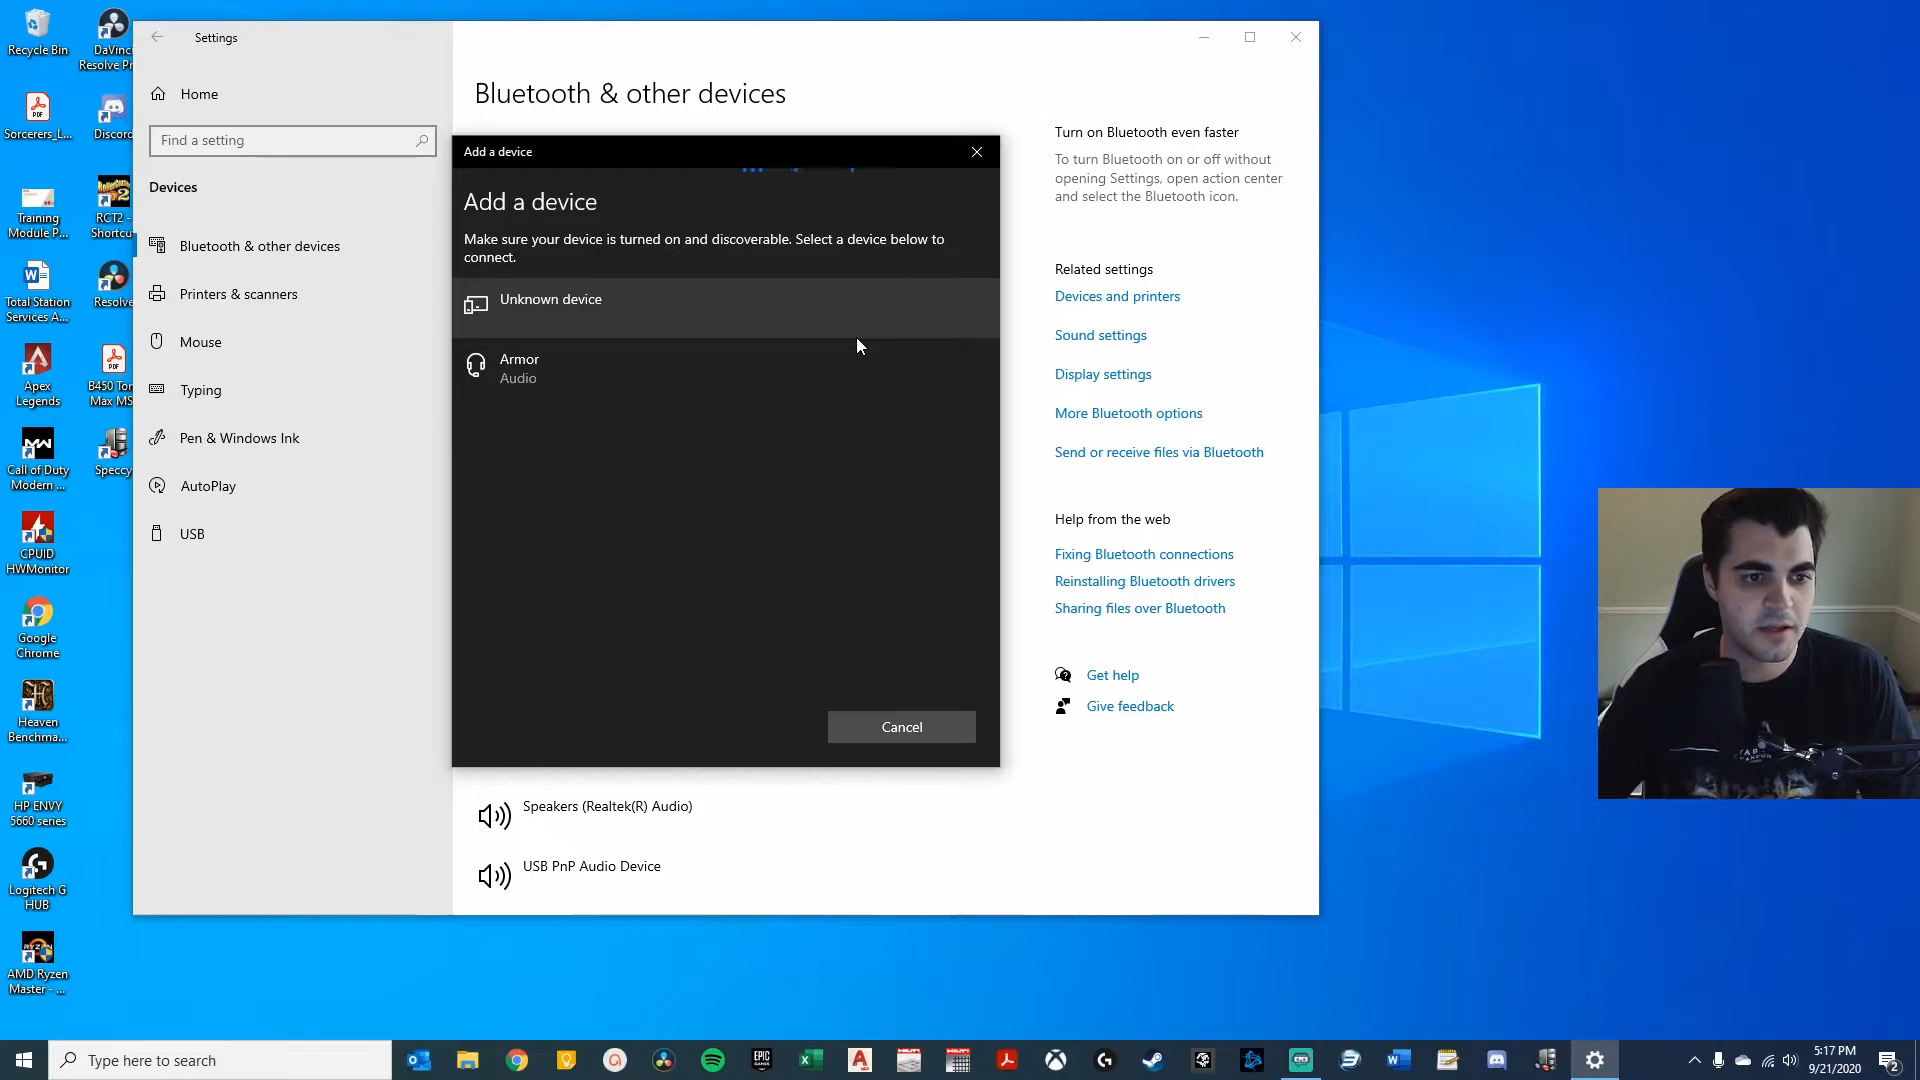 Recycle Bin
DaVinci
Resolve Pr...
Sorcerers_L...
Discord
Training
Module P...
RCT2 -
Shortcu
Total Station
Services A...
Resolve
Apex
Legends
B450 Tom
Max MS
Call of Duty
Modern ...
Speccy
CPUID
HWMonitor
Google
Chrome
Heaven
Benchma...
HP ENVY
5660 series
Logitech G
HUB
AMD Ryzen
Master - ...
Settings
Home
Find a setting
Devices
Bluetooth & other devices
Printers & scanners
Mouse
Typing
Pen & Windows Ink
AutoPlay
USB
Bluetooth & other devices
Add a device
Add a device
Make sure your device is turned on and discoverable. Select a device below to
connect.
Unknown device
Armor
Audio
Cancel
Speakers (Realtek(R) Audio)
USB PnP Audio Device
Turn on Bluetooth even faster
To turn Bluetooth on or off without
opening Settings, open action center
and select the Bluetooth icon.
Related settings
Devices and printers
Sound settings
Display settings
More Bluetooth options
Send or receive files via Bluetooth
Help from the web
Fixing Bluetooth connections
Reinstalling Bluetooth drivers
Sharing files over Bluetooth
Get help
Give feedback
Type here to search
5:17 PM
9/21/2020
2